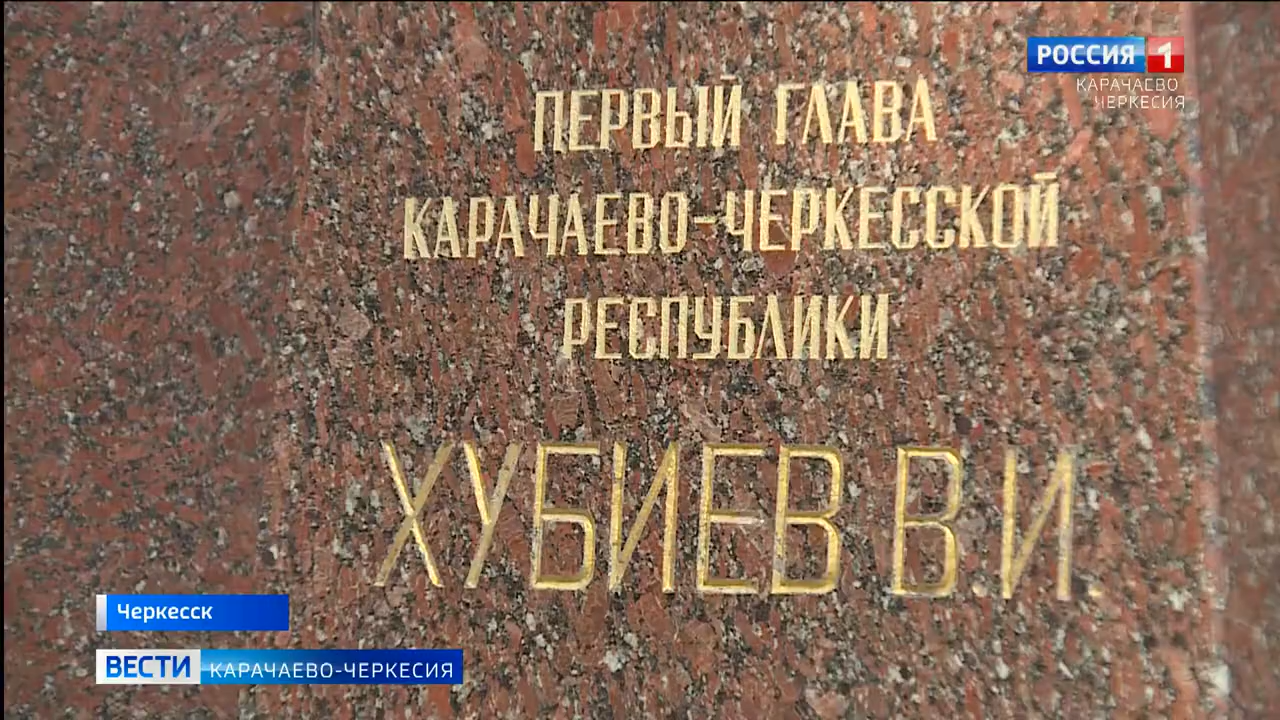 РОССИЯ 1
КАРАЧАЕВО
ЧЕРКЕСИЯ
ПЕРВЫЙ ГЛАВА
КАРАЧАЕВО-ЧЕРКЕССКОЙ
РЕСПУБЛИКИ
ХУБИЕВ В.И.
Черкесск
ВЕСТИ КАРАЧАЕВО-ЧЕРКЕСИЯ